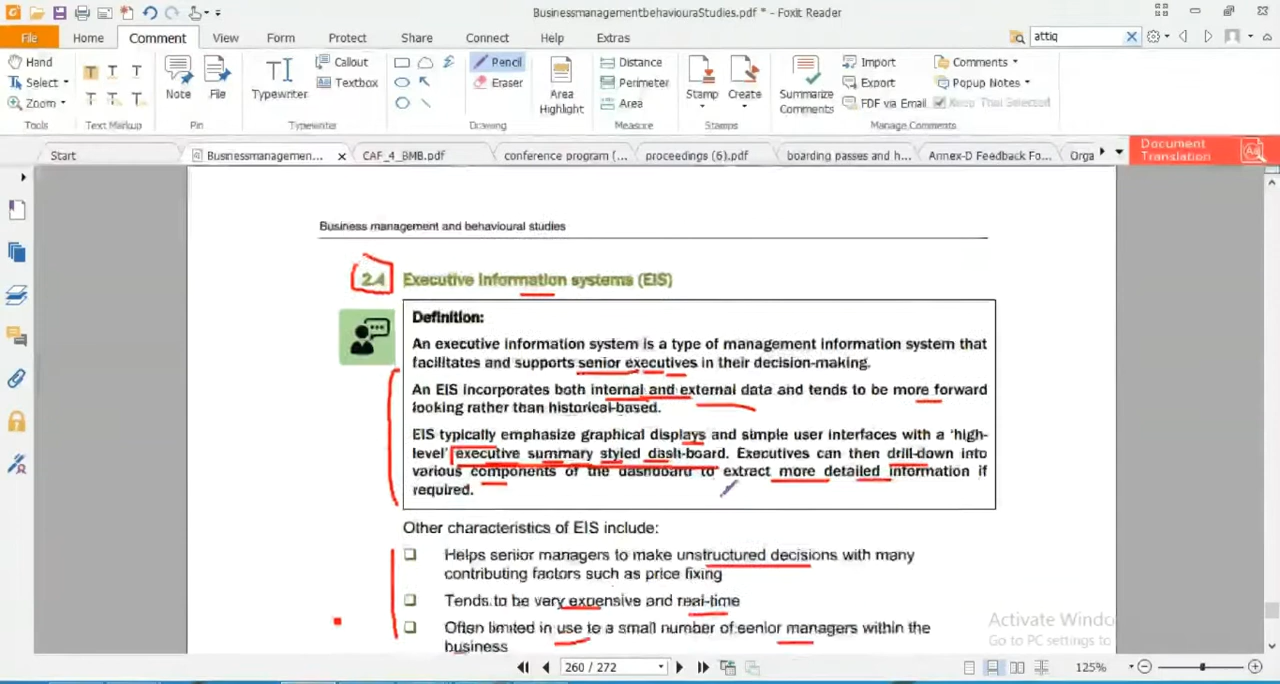 BusinessmanagementbehaviouraStudies.pdf * - Foxit Reader
File Home Comment View Form Protect Share Connect Help Extras attiq
Hand Callout Pencil Distance Import Comments
Select Note File Typewriter Textbox Eraser Area Highlight Perimeter Stamp Create Summarize Comments Export Popup Notes
Zoom Area FDF via Email Keep Tool Selected
Tools Text Markup Pin Typewriter Drawing Measure Stamps Manage Comments
Start Businessmanagemen... CAF_4_BMB.pdf conference program (... proceedings (6).pdf boarding passes and h... Annex-D Feedback Fo... Orga Document Translation
Business management and behavioural studies
2.4 Executive information systems (EIS)
Definition:
An executive information system is a type of management information system that
facilitates and supports senior executives in their decision-making.
An EIS incorporates both internal and external data and tends to be more forward
looking rather than historical-based.
EIS typically emphasize graphical displays and simple user interfaces with a 'high-
level' executive summary styled dash-board. Executives can then drill-down into
various components of the dashboard to extract more detailed information if
required.
Other characteristics of EIS include:
Helps senior managers to make unstructured decisions with many
contributing factors such as price fixing
Tends to be very expensive and real-time
Often limited in use to a small number of senior managers within the
business
Activate Windo
Go to PC settings to
260 / 272 125%